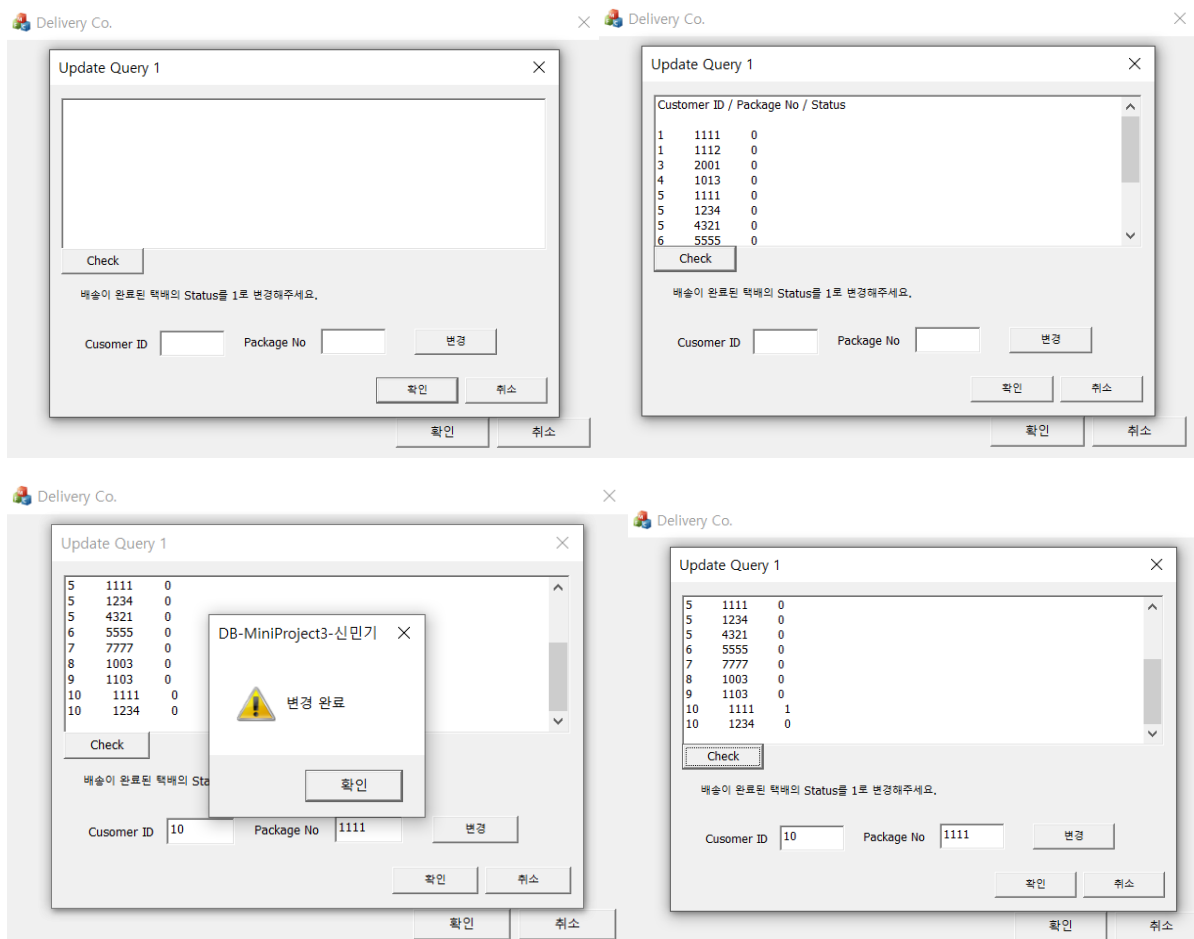 Delivery Co.
Update Query 1
Check
배송이 완료된 택배의 Status를 1로 변경해주세요.
Cusomer ID
Package No
변경
확인
취소
확인
취소
Delivery Co.
Update Query 1
Customer ID / Package No / Status
1 1111 0
1 1112 0
3 2001 0
4 1013 0
5 1111 0
5 1234 0
5 4321 0
6 5555 0
Check
배송이 완료된 택배의 Status를 1로 변경해주세요.
Cusomer ID
Package No
변경
확인
취소
확인
취소
Delivery Co.
Update Query 1
5 1111 0
5 1234 0
5 4321 0
6 5555 0
7 7777 0
8 1003 0
9 1103 0
10 1111 0
10 1234 0
DB-MiniProject3-신민기
변경 완료
확인
Check
배송이 완료된 택배의 Sta
Cusomer ID 10
Package No 1111
변경
확인
취소
확인
취소
Delivery Co.
Update Query 1
5 1111 0
5 1234 0
5 4321 0
6 5555 0
7 7777 0
8 1003 0
9 1103 0
10 1111 1
10 1234 0
Check
배송이 완료된 택배의 Status를 1로 변경해주세요.
Cusomer ID 10
Package No 1111
변경
확인
취소
확인
취소